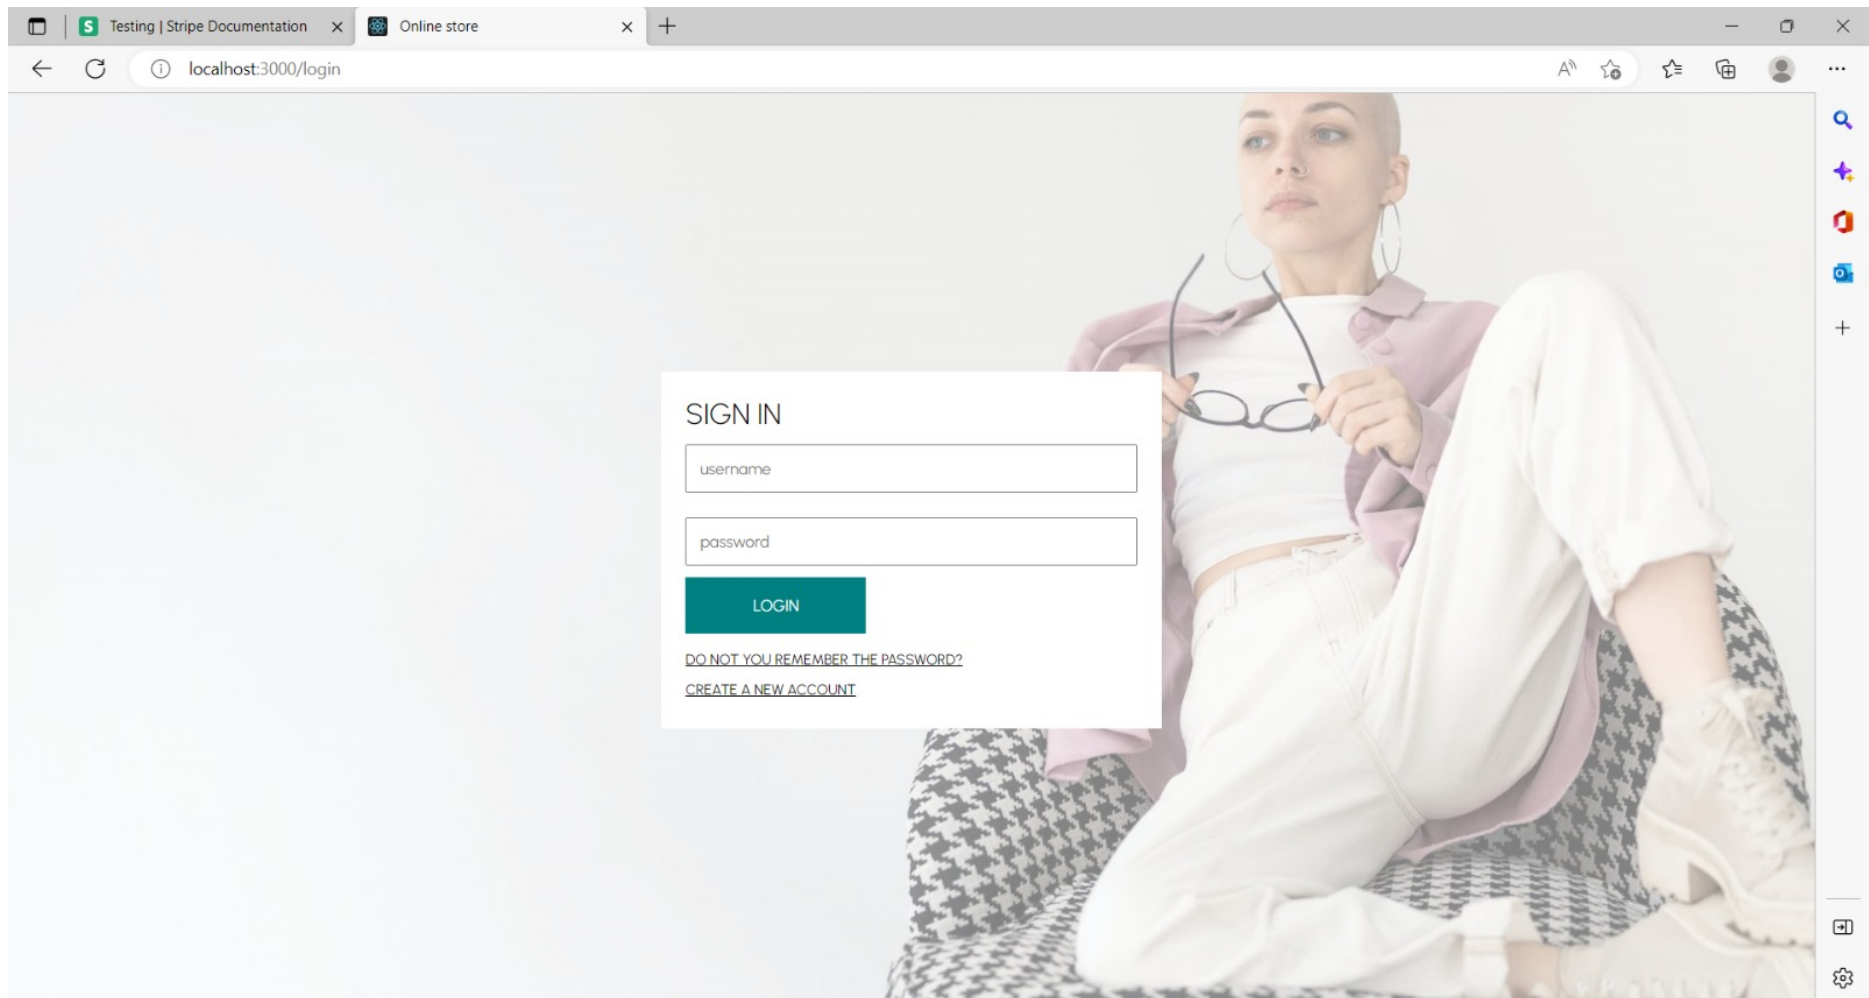 S Testing | Stripe Documentation
Online store
localhost:3000/login
SIGN IN
username
password
LOGIN
DO NOT YOU REMEMBER THE PASSWORD?
CREATE A NEW ACCOUNT